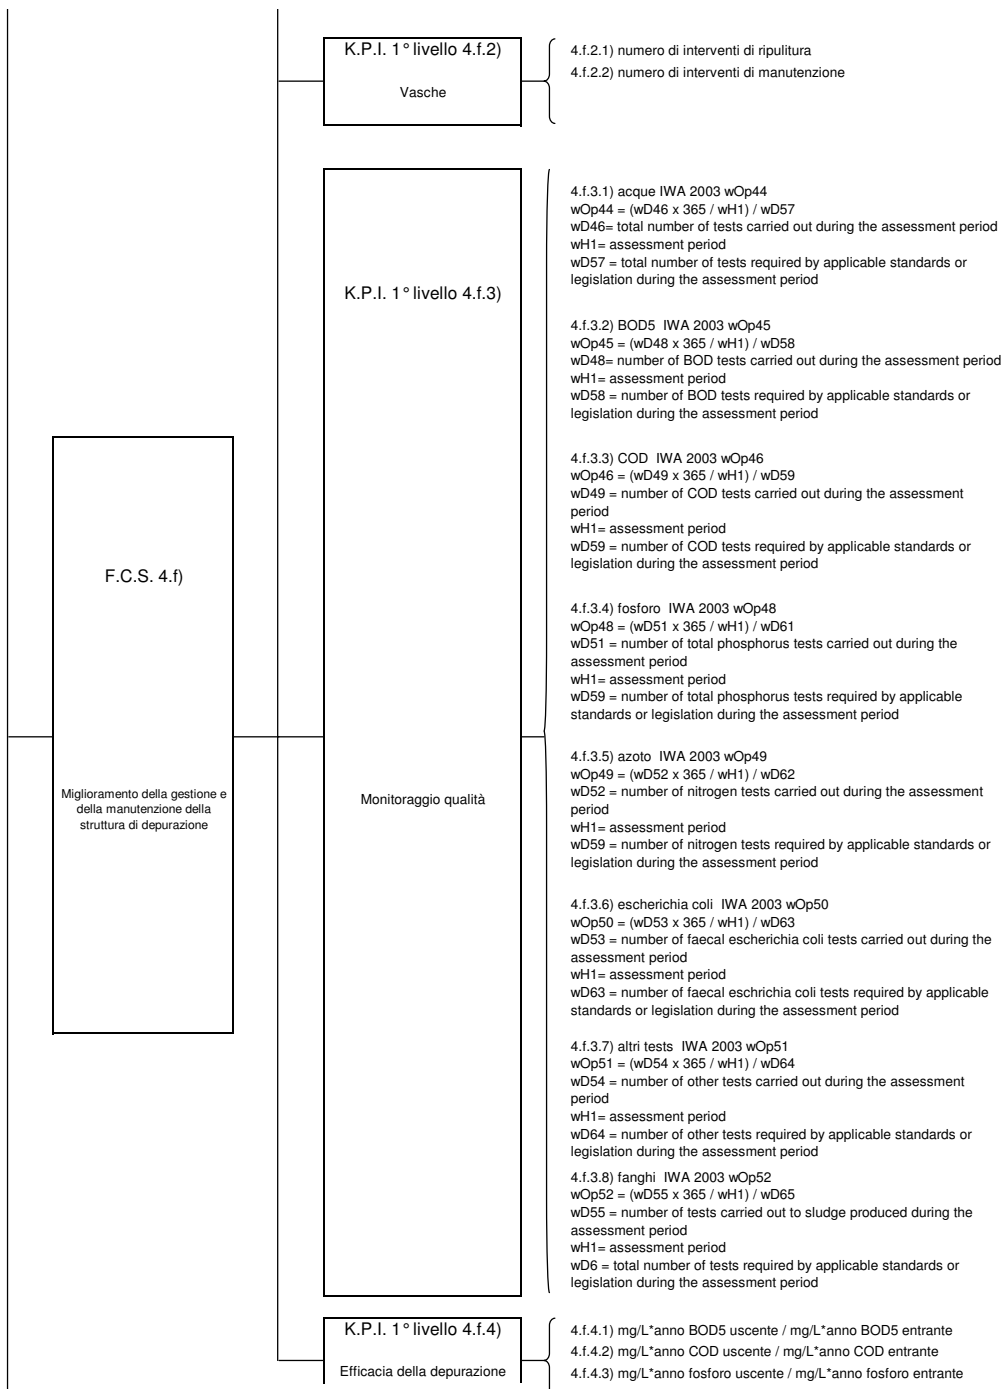 K.P.I. 1° livello 4.f.2)
Vasche
4.f.2.1) numero di interventi di ripulitura
4.f.2.2) numero di interventi di manutenzione
F.C.S. 4.f)
Miglioramento della gestione e
della manutenzione della
struttura di depurazione
K.P.I. 1° livello 4.f.3)
Monitoraggio qualità
4.f.3.1) acque IWA 2003 wOp44
wOp44 = (wD46 x 365 / wH1) / wD57
wD46= total number of tests carried out during the assessment period
wH1= assessment period
wD57 = total number of tests required by applicable standards or
legislation during the assessment period
4.f.3.2) BOD5 IWA 2003 wOp45
wOp45 = (wD48 x 365 / wH1) / wD58
wD48= number of BOD tests carried out during the assessment period
wH1= assessment period
wD58 = number of BOD tests required by applicable standards or
legislation during the assessment period
4.f.3.3) COD IWA 2003 wOp46
wOp46 = (wD49 x 365 / wH1) / wD59
wD49 = number of COD tests carried out during the assessment
period
wH1= assessment period
wD59 = number of COD tests required by applicable standards or
legislation during the assessment period
4.f.3.4) fosforo IWA 2003 wOp48
wOp48 = (wD51 x 365 / wH1) / wD61
wD51 = number of total phosphorus tests carried out during the
assessment period
wH1= assessment period
wD59 = number of total phosphorus tests required by applicable
standards or legislation during the assessment period
4.f.3.5) azoto IWA 2003 wOp49
wOp49 = (wD52 x 365 / wH1) / wD62
wD52 = number of nitrogen tests carried out during the assessment
period
wH1= assessment period
wD59 = number of nitrogen tests required by applicable standards or
legislation during the assessment period
4.f.3.6) escherichia coli IWA 2003 wOp50
wOp50 = (wD53 x 365 / wH1) / wD63
wD53 = number of faecal escherichia coli tests carried out during the
assessment period
wH1= assessment period
wD63 = number of faecal eschrichia coli tests required by applicable
standards or legislation during the assessment period
4.f.3.7) altri tests IWA 2003 wOp51
wOp51 = (wD54 x 365 / wH1) / wD64
wD54 = number of other tests carried out during the assessment
period
wH1= assessment period
wD64 = number of other tests required by applicable standards or
legislation during the assessment period
4.f.3.8) fanghi IWA 2003 wOp52
wOp52 = (wD55 x 365 / wH1) / wD65
wD55 = number of tests carried out to sludge produced during the
assessment period
wH1= assessment period
wD6 = total number of tests required by applicable standards or
legislation during the assessment period
K.P.I. 1° livello 4.f.4)
Efficacia della depurazione
4.f.4.1) mg/L*anno BOD5 uscente / mg/L*anno BOD5 entrante
4.f.4.2) mg/L*anno COD uscente / mg/L*anno COD entrante
4.f.4.3) mg/L*anno fosforo uscente / mg/L*anno fosforo entrante